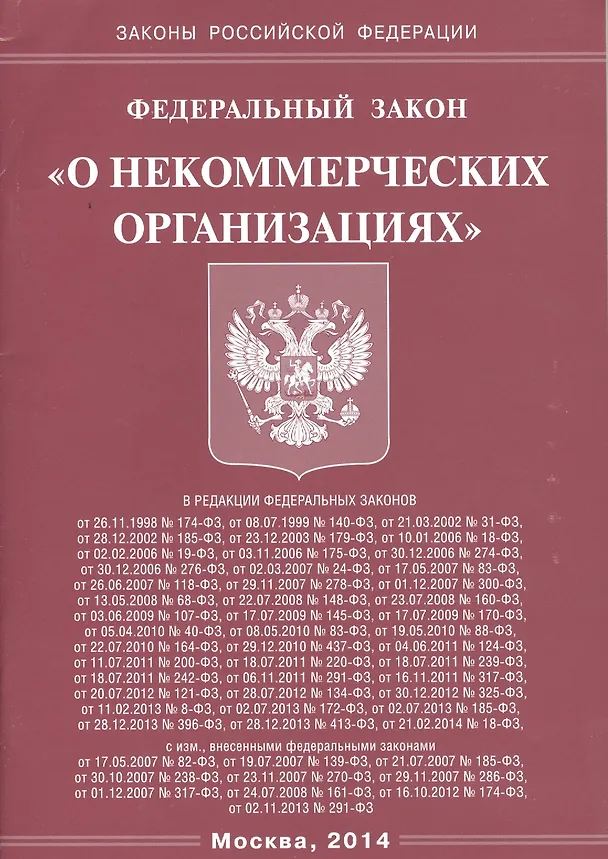 ЗАКОНЫ РОССИЙСКОЙ ФЕДЕРАЦИИ
ФЕДЕРАЛЬНЫЙ ЗАКОН
«О НЕКОММЕРЧЕСКИХ
ОРГАНИЗАЦИЯХ»
В РЕДАКЦИИ ФЕДЕРАЛЬНЫХ ЗАКОНОВ
от 26.11.1998 № 174-ФЗ, от 08.07.1999 № 140-ФЗ, от 21.03.2002 № 31-ФЗ,
от 28.12.2002 № 185-ФЗ, от 23.12.2003 № 179-ФЗ, от 10.01.2006 № 18-ФЗ,
от 02.02.2006 № 19-ФЗ, от 03.11.2006 № 175-ФЗ, от 30.12.2006 № 274-ФЗ,
от 30.12.2006 № 276-ФЗ, от 02.03.2007 № 24-ФЗ, от 17.05.2007 № 83-ФЗ,
от 26.06.2007 № 118-ФЗ, от 29.11.2007 № 278-ФЗ, от 01.12.2007 № 300-ФЗ,
от 13.05.2008 № 68-ФЗ, от 22.07.2008 № 148-ФЗ, от 23.07.2008 № 160-ФЗ,
от 03.06.2009 № 107-ФЗ, от 17.07.2009 № 145-ФЗ, от 17.07.2009 № 170-ФЗ,
от 05.04.2010 № 40-ФЗ, от 08.05.2010 № 83-ФЗ, от 19.05.2010 № 88-ФЗ,
от 22.07.2010 № 164-ФЗ, от 29.12.2010 № 437-ФЗ, от 04.06.2011 № 124-ФЗ,
от 11.07.2011 № 200-ФЗ, от 18.07.2011 № 220-ФЗ, от 18.07.2011 № 239-ФЗ,
от 18.07.2011 № 242-ФЗ, от 06.11.2011 № 291-ФЗ, от 16.11.2011 № 317-ФЗ,
от 20.07.2012 № 121-ФЗ, от 28.07.2012 № 134-ФЗ, от 30.12.2012 № 325-ФЗ,
от 11.02.2013 № 8-ФЗ, от 02.07.2013 № 172-ФЗ, от 02.07.2013 № 185-ФЗ,
от 28.12.2013 № 396-ФЗ, от 28.12.2013 № 413-ФЗ, от 21.02.2014 № 18-ФЗ,
с изм., внесенными федеральными законами
от 17.05.2007 № 82-ФЗ, от 19.07.2007 № 139-ФЗ, от 21.07.2007 № 185-ФЗ,
от 30.10.2007 № 238-ФЗ, от 23.11.2007 № 270-ФЗ, от 29.11.2007 № 286-ФЗ,
от 01.12.2007 № 317-ФЗ, от 24.07.2008 № 161-ФЗ, от 16.10.2012 № 174-ФЗ,
от 02.11.2013 № 291-ФЗ
Москва, 2014